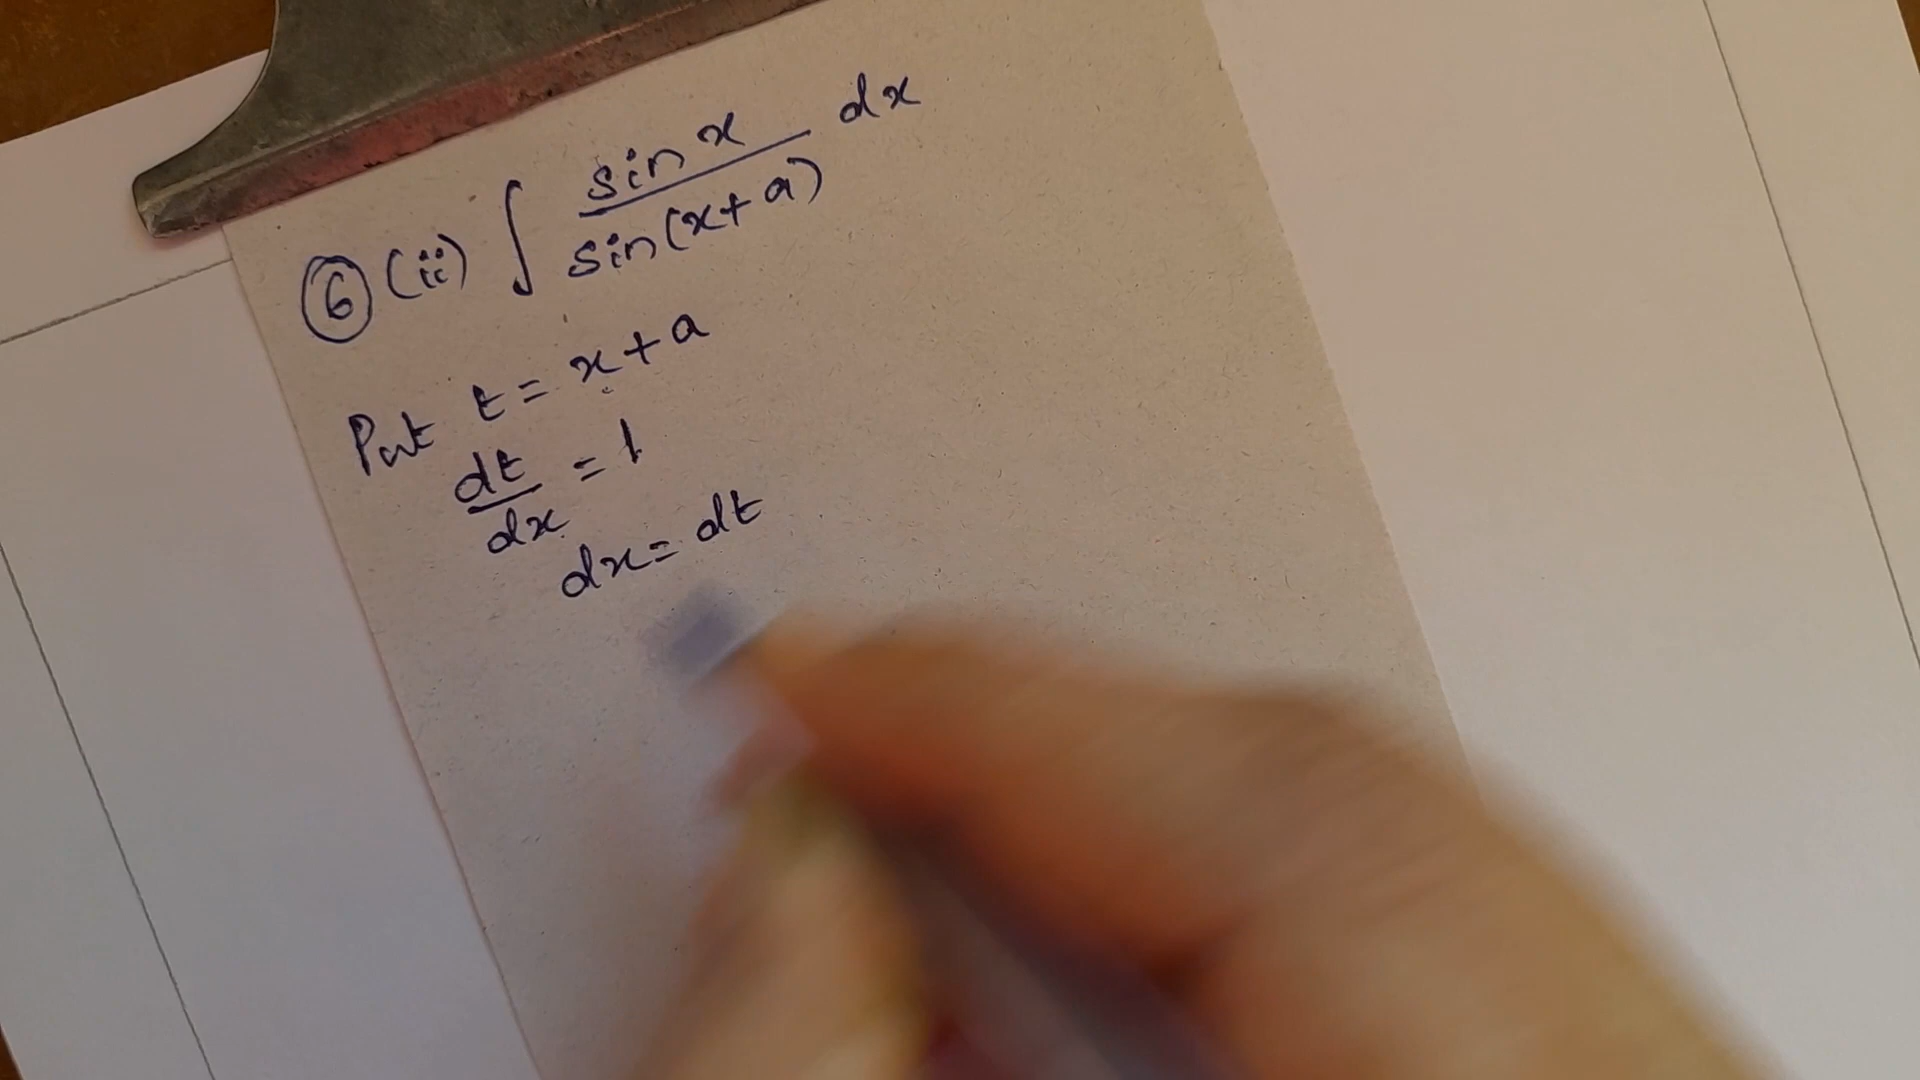 ⑥ (ii) ∫ sin x / sin(x+a) dx
Put t = x + a
dt/dx = 1
dx = dt